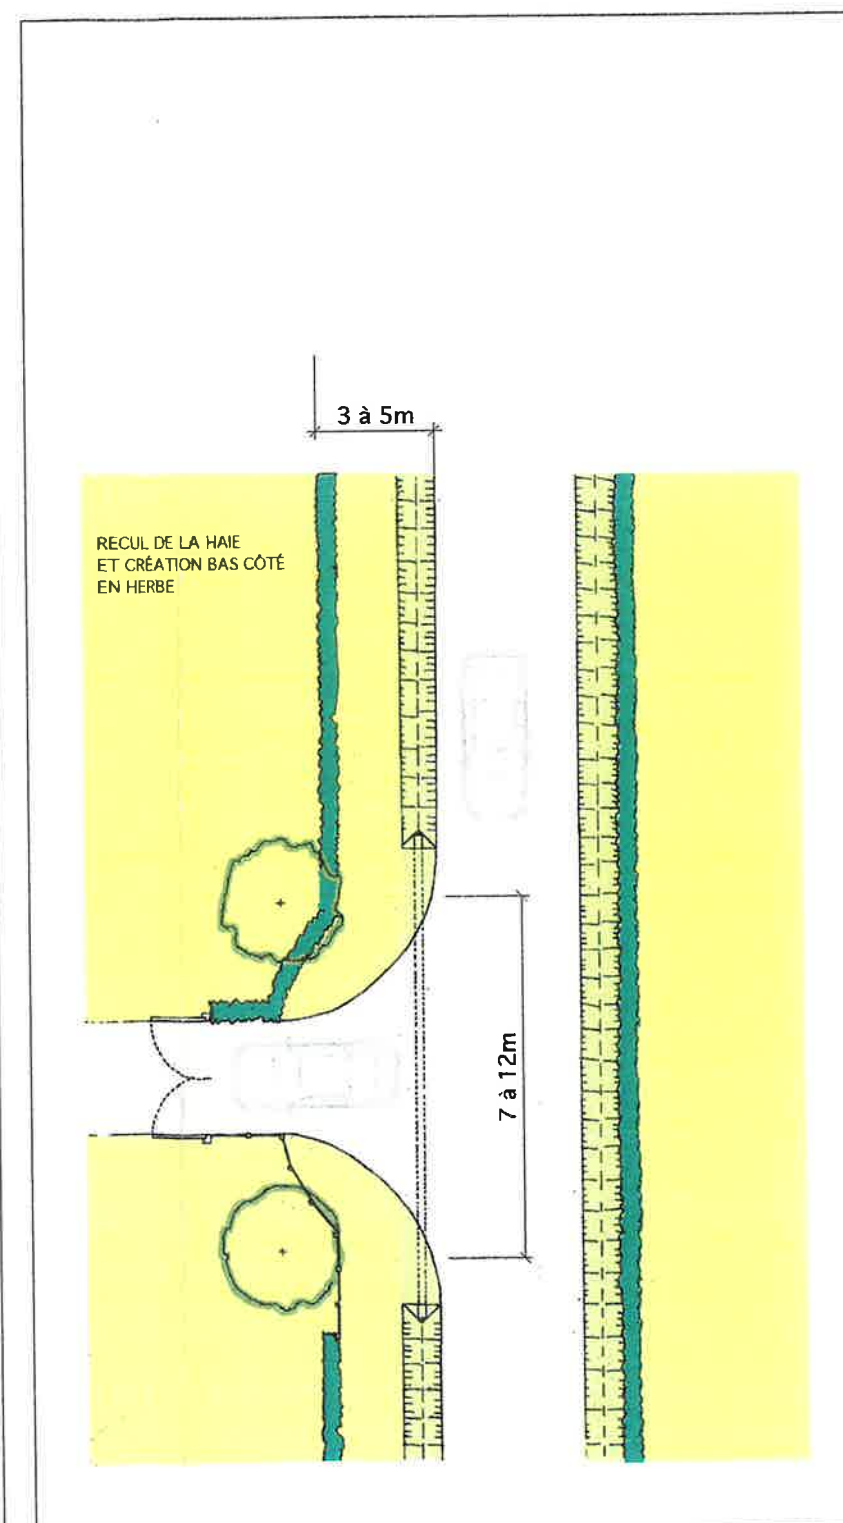 3 à 5m
RECUL DE LA HAIE
ET CRÉATION BAS CÔTÉ
EN HERBE
7 à 12m